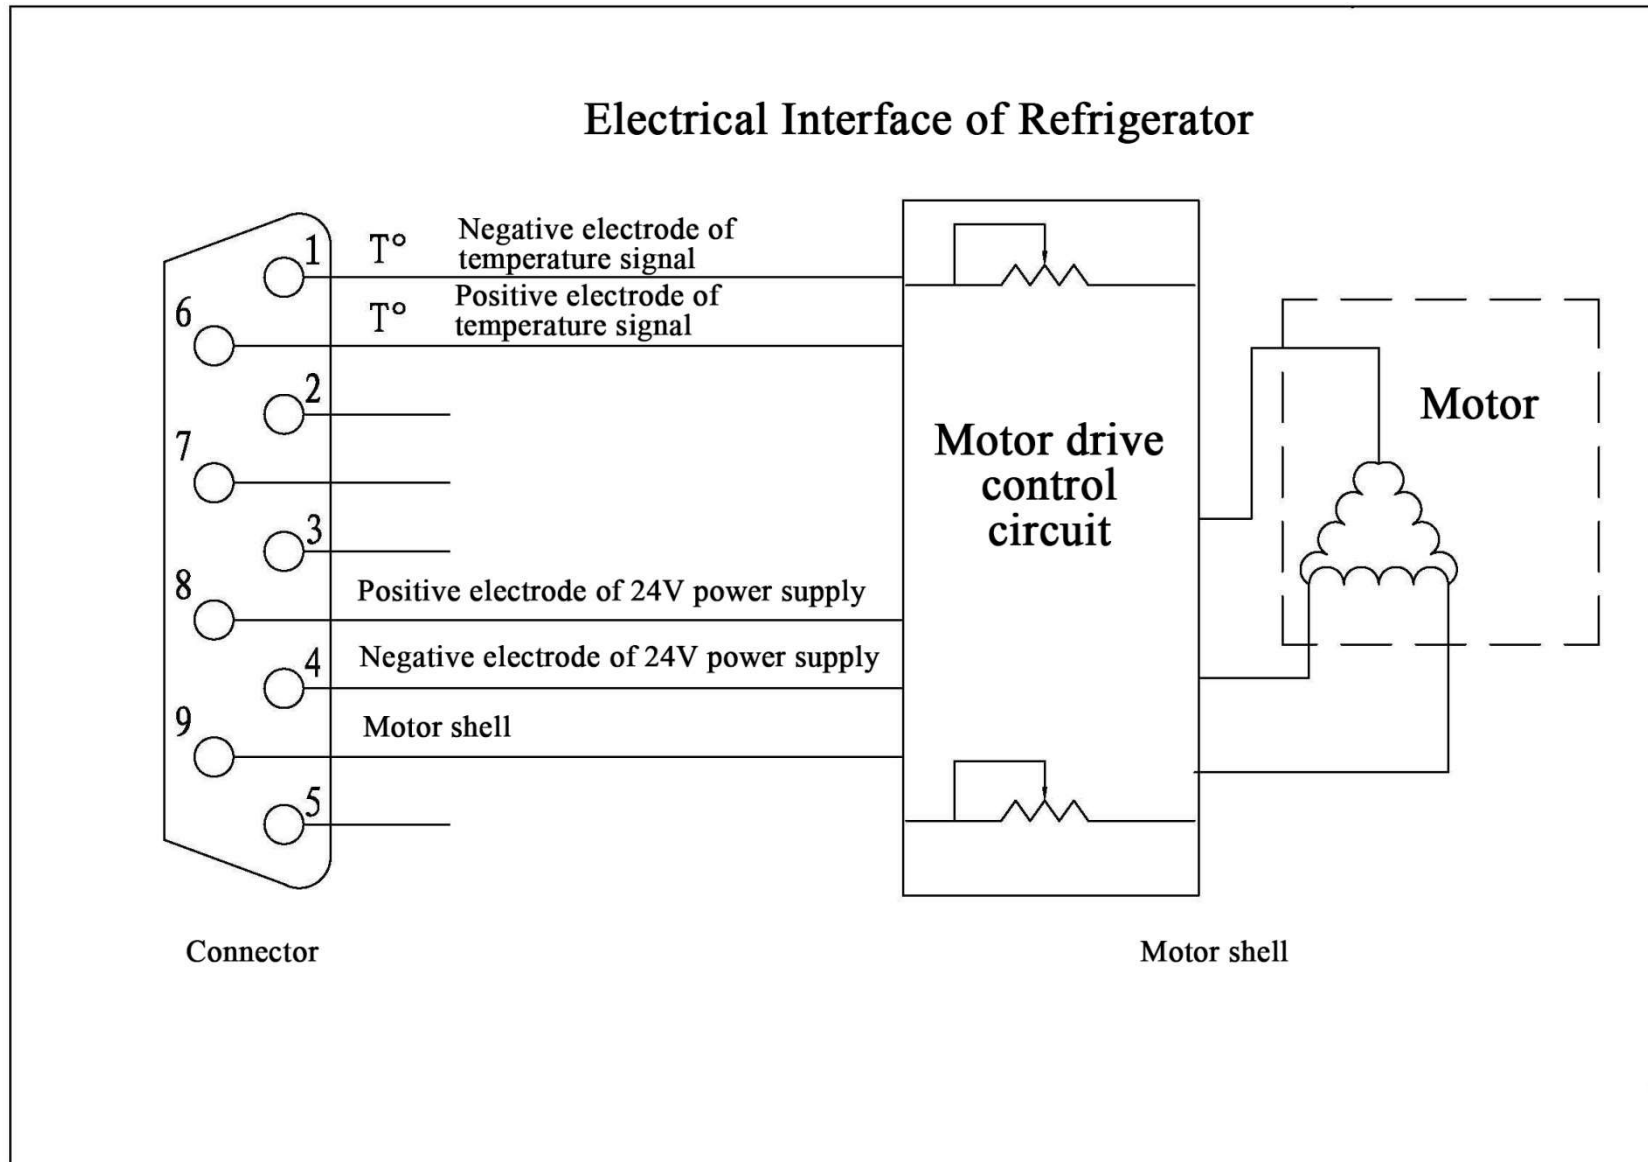 Electrical Interface of Refrigerator
1
T°
Negative electrode of
temperature signal
6
T°
Positive electrode of
temperature signal
2
7
3
8
Positive electrode of 24V power supply
4
Negative electrode of 24V power supply
9
Motor shell
5
Motor drive
control
circuit
Motor
Connector
Motor shell